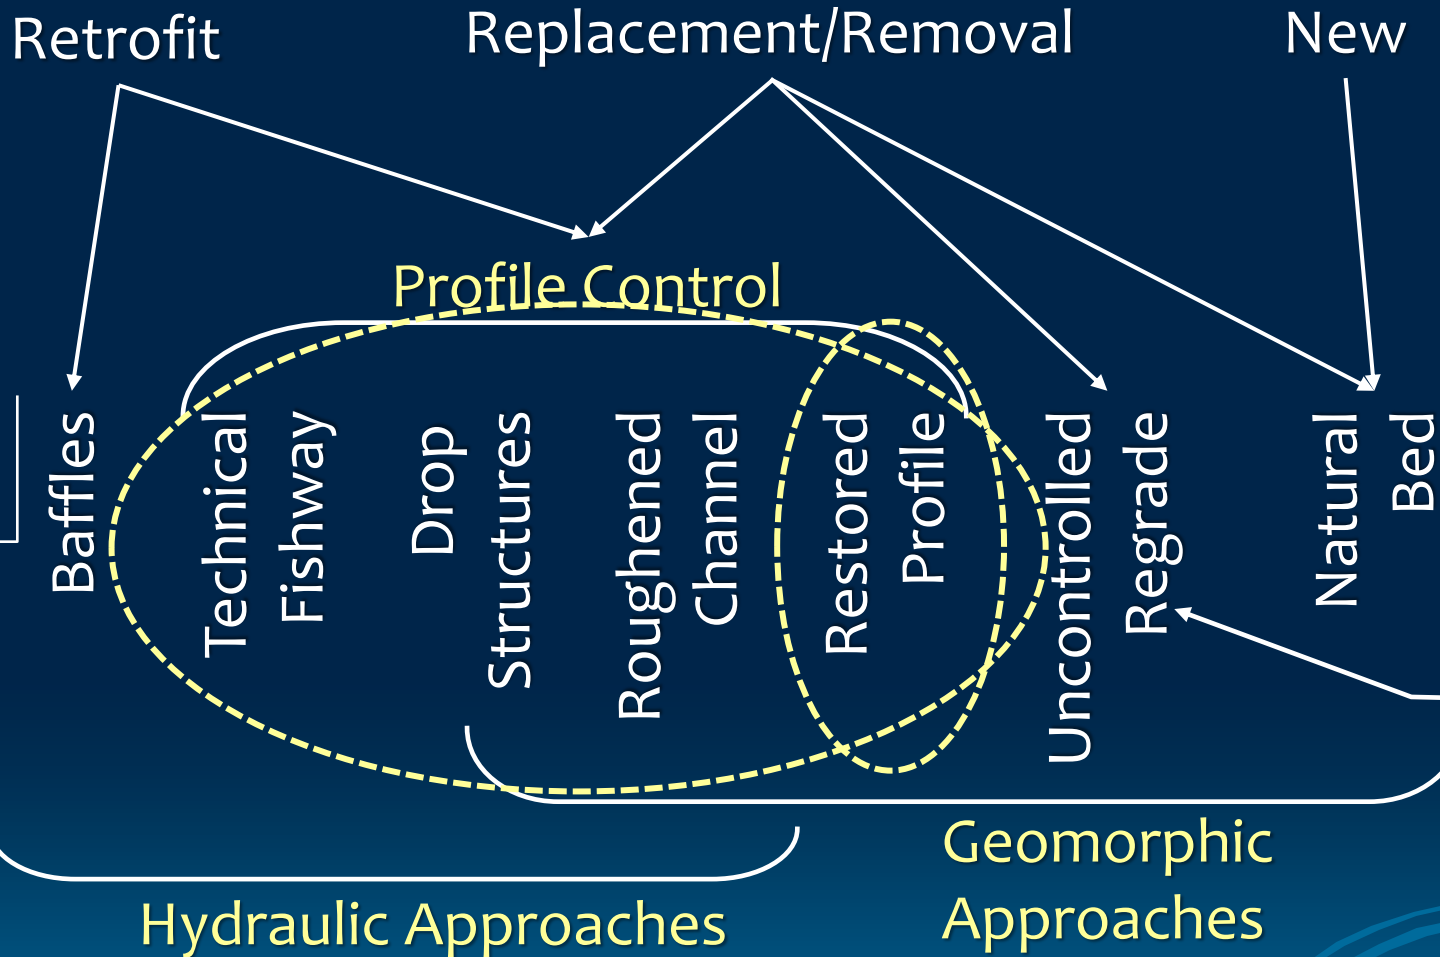 Retrofit
Replacement/Removal
New
Profile Control
Baffles
Technical
Fishway
Drop
Structures
Roughened
Channel
Restored
Profile
Uncontrolled
Regrade
Natural
Bed
Geomorphic
Approaches
Hydraulic Approaches